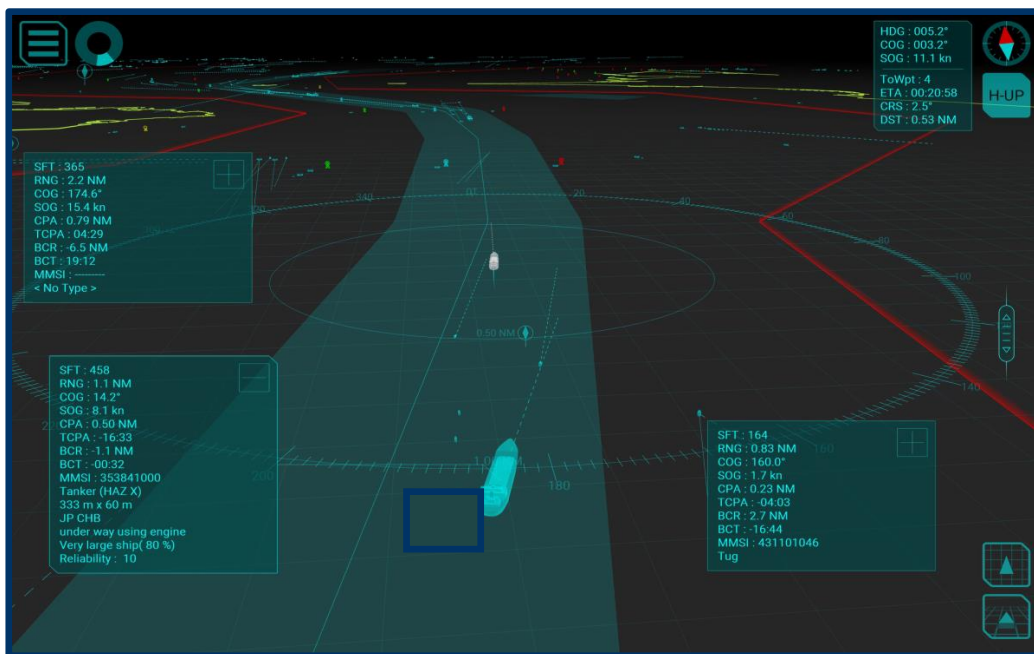 HDG : 005.2°
COG : 003.2°
SOG : 11.1 kn
ToWpt : 4
ETA : 00:20:58
CRS : 2.5°
DST : 0.53 NM
H-UP
SFT : 365
RNG : 2.2 NM
COG : 174.6°
SOG : 15.4 kn
CPA : 0.79 NM
TCPA : 04:29
BCR : -6.5 NM
BCT : 19:12
MMSI : ---------
< No Type >
340
20
40
60
80
100
140
160
180
200
0.50 NM
SFT : 458
RNG : 1.1 NM
COG : 14.2°
SOG : 8.1 kn
CPA : 0.50 NM
TCPA : -16:33
BCR : -1.1 NM
BCT : -00:32
MMSI : 353841000
Tanker (HAZ X)
333 m x 60 m
JP CHB
under way using engine
Very large ship( 80 %)
Reliability : 10
SFT : 164
RNG : 0.83 NM
COG : 160.0°
SOG : 1.7 kn
CPA : 0.23 NM
TCPA : -04:03
BCR : 2.7 NM
BCT : -16:44
MMSI : 431101046
Tug